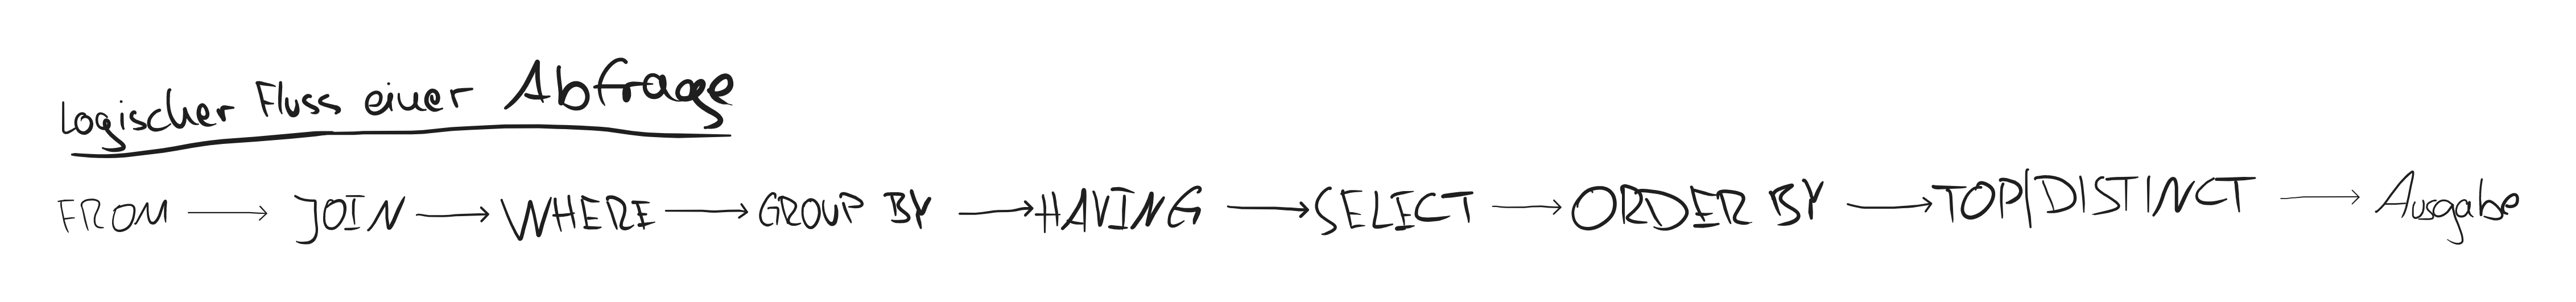 Logischer Fluss einer Abfrage
FROM → JOIN → WHERE → GROUP BY → HAVING → SELECT → ORDER BY → TOP|DISTINCT → Ausgabe